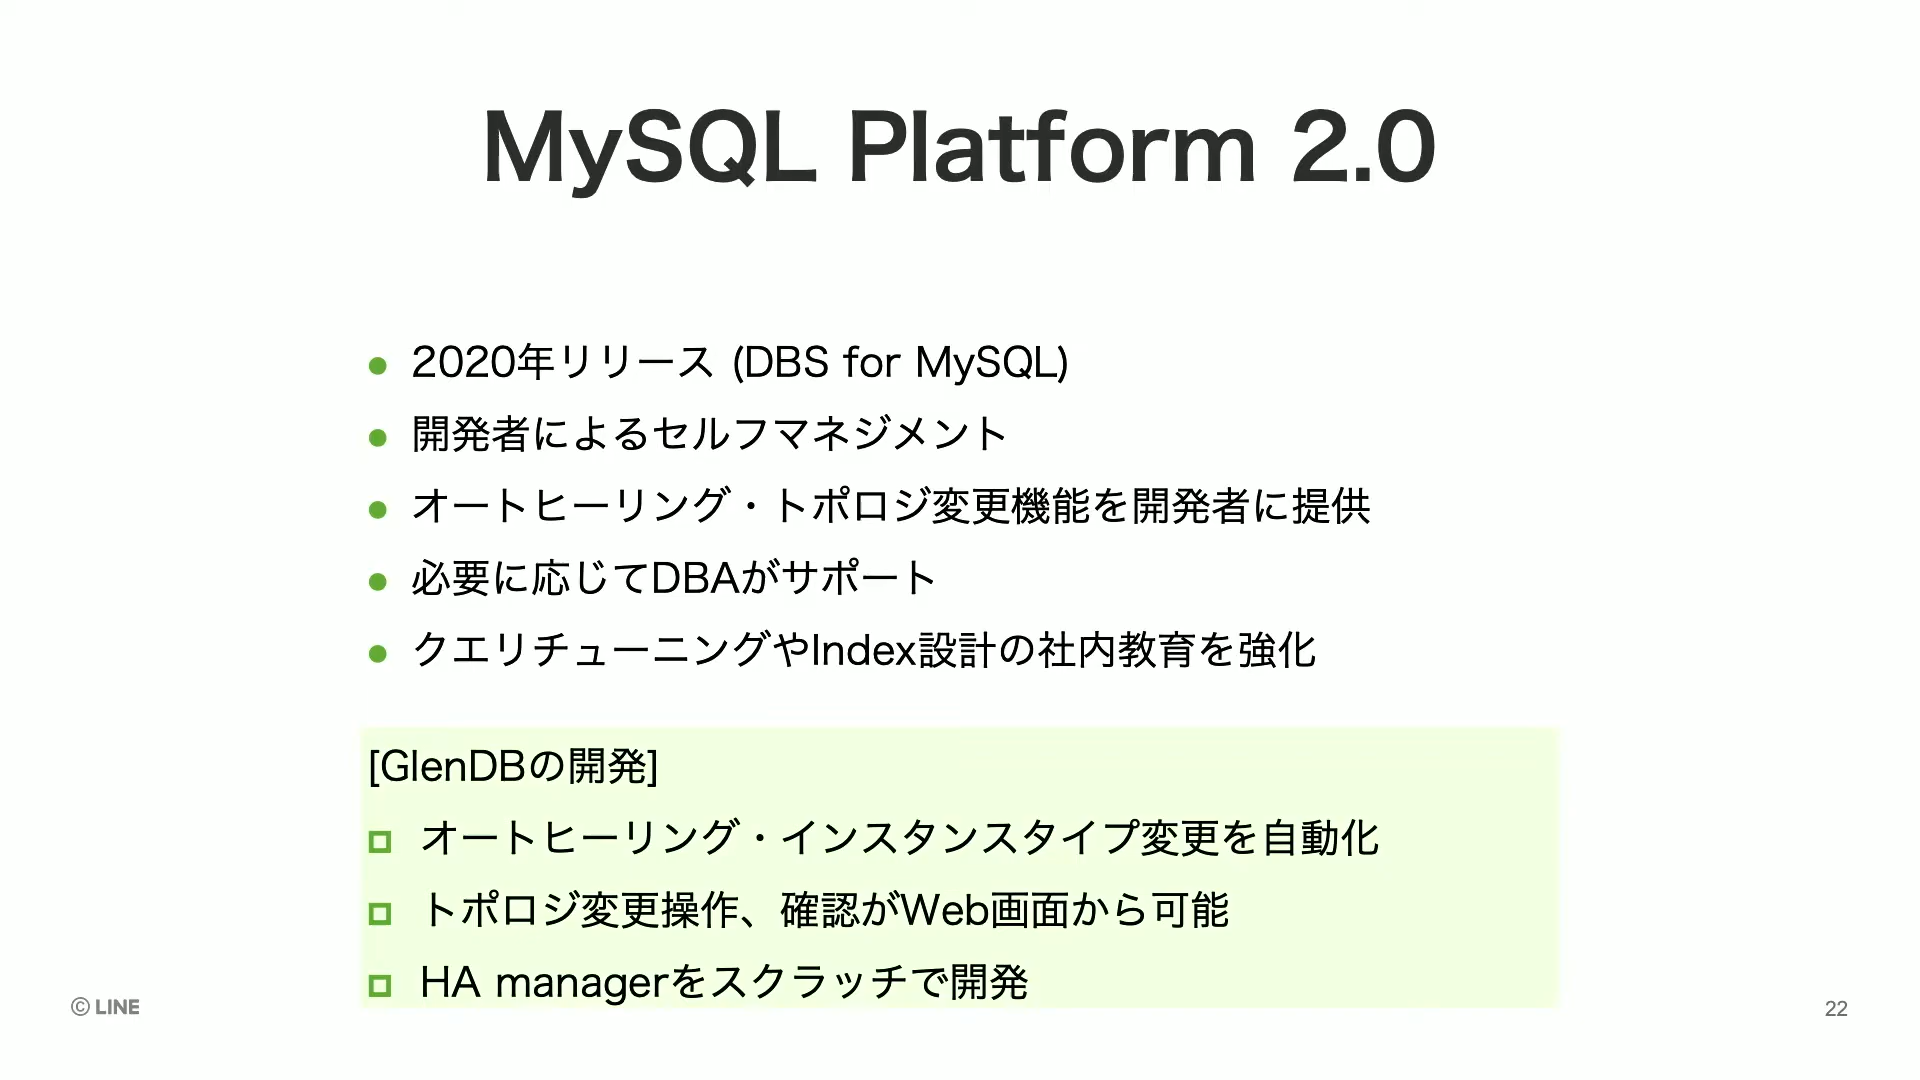 MySQL Platform 2.0
● 2020年リリース (DBS for MySQL)
● 開発者によるセルフマネジメント
● オートヒーリング・トポロジ変更機能を開発者に提供
● 必要に応じてDBAがサポート
● クエリチューニングやIndex設計の社内教育を強化
[GlenDBの開発]
□ オートヒーリング・インスタンスタイプ変更を自動化
□ トポロジ変更操作、確認がWeb画面から可能
□ HA managerをスクラッチで開発
© LINE
22